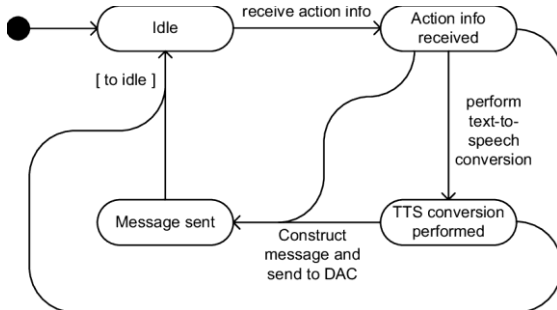 Idle
receive action info
Action info
received
[ to idle ]
perform
text-to-
speech
conversion
Message sent
TTS conversion
performed
Construct
message and
send to DAC